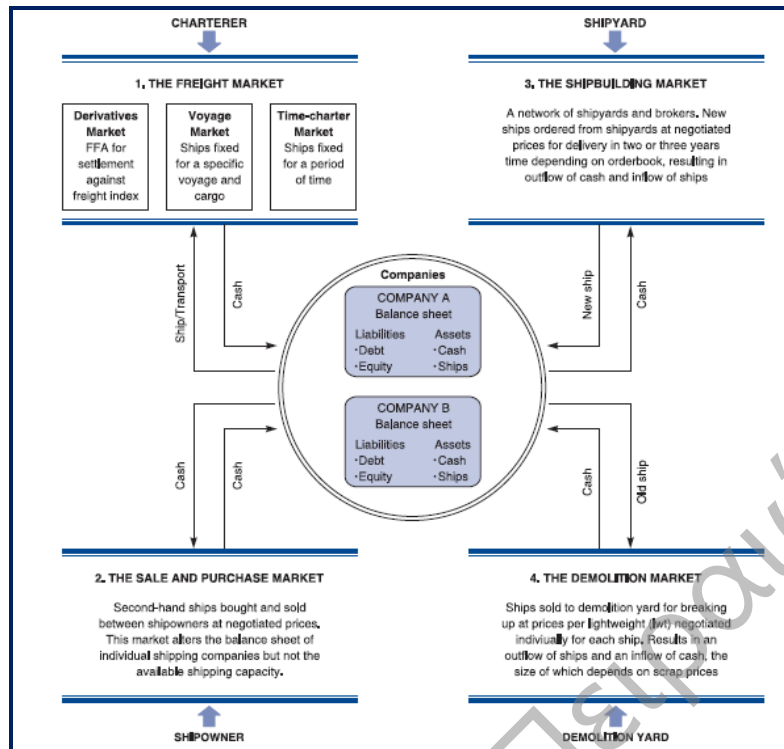 CHARTERER
1. THE FREIGHT MARKET
Derivatives
Market
FFA for
settlement
against
freight index
Voyage
Market
Ships fixed
for a specific
voyage and
cargo
Time-charter
Market
Ships fixed
for a period
of time
SHIPYARD
3. THE SHIPBUILDING MARKET
A network of shipyards and brokers. New
ships ordered from shipyards at negotiated
prices for delivery in two or three years
time depending on orderbook, resulting in
outflow of cash and inflow of ships
Ship/Transport
Cash
New ship
Cash
Companies
COMPANY A
Balance sheet
Liabilities Assets
·Debt ·Cash
·Equity ·Ships
COMPANY B
Balance sheet
Liabilities Assets
·Debt ·Cash
·Equity ·Ships
Cash
Cash
Cash
Old ship
2. THE SALE AND PURCHASE MARKET
Second-hand ships bought and sold
between shipowners at negotiated prices.
This market alters the balance sheet of
individual shipping companies but not the
available shipping capacity.
SHIPOWNER
4. THE DEMOLITION MARKET
Ships sold to demolition yard for breaking
up at prices per lightweight (lwt) negotiated
indiviually for each ship. Results in an
outflow of ships and an inflow of cash, the
size of which depends on scrap prices
DEMOLITION YARD